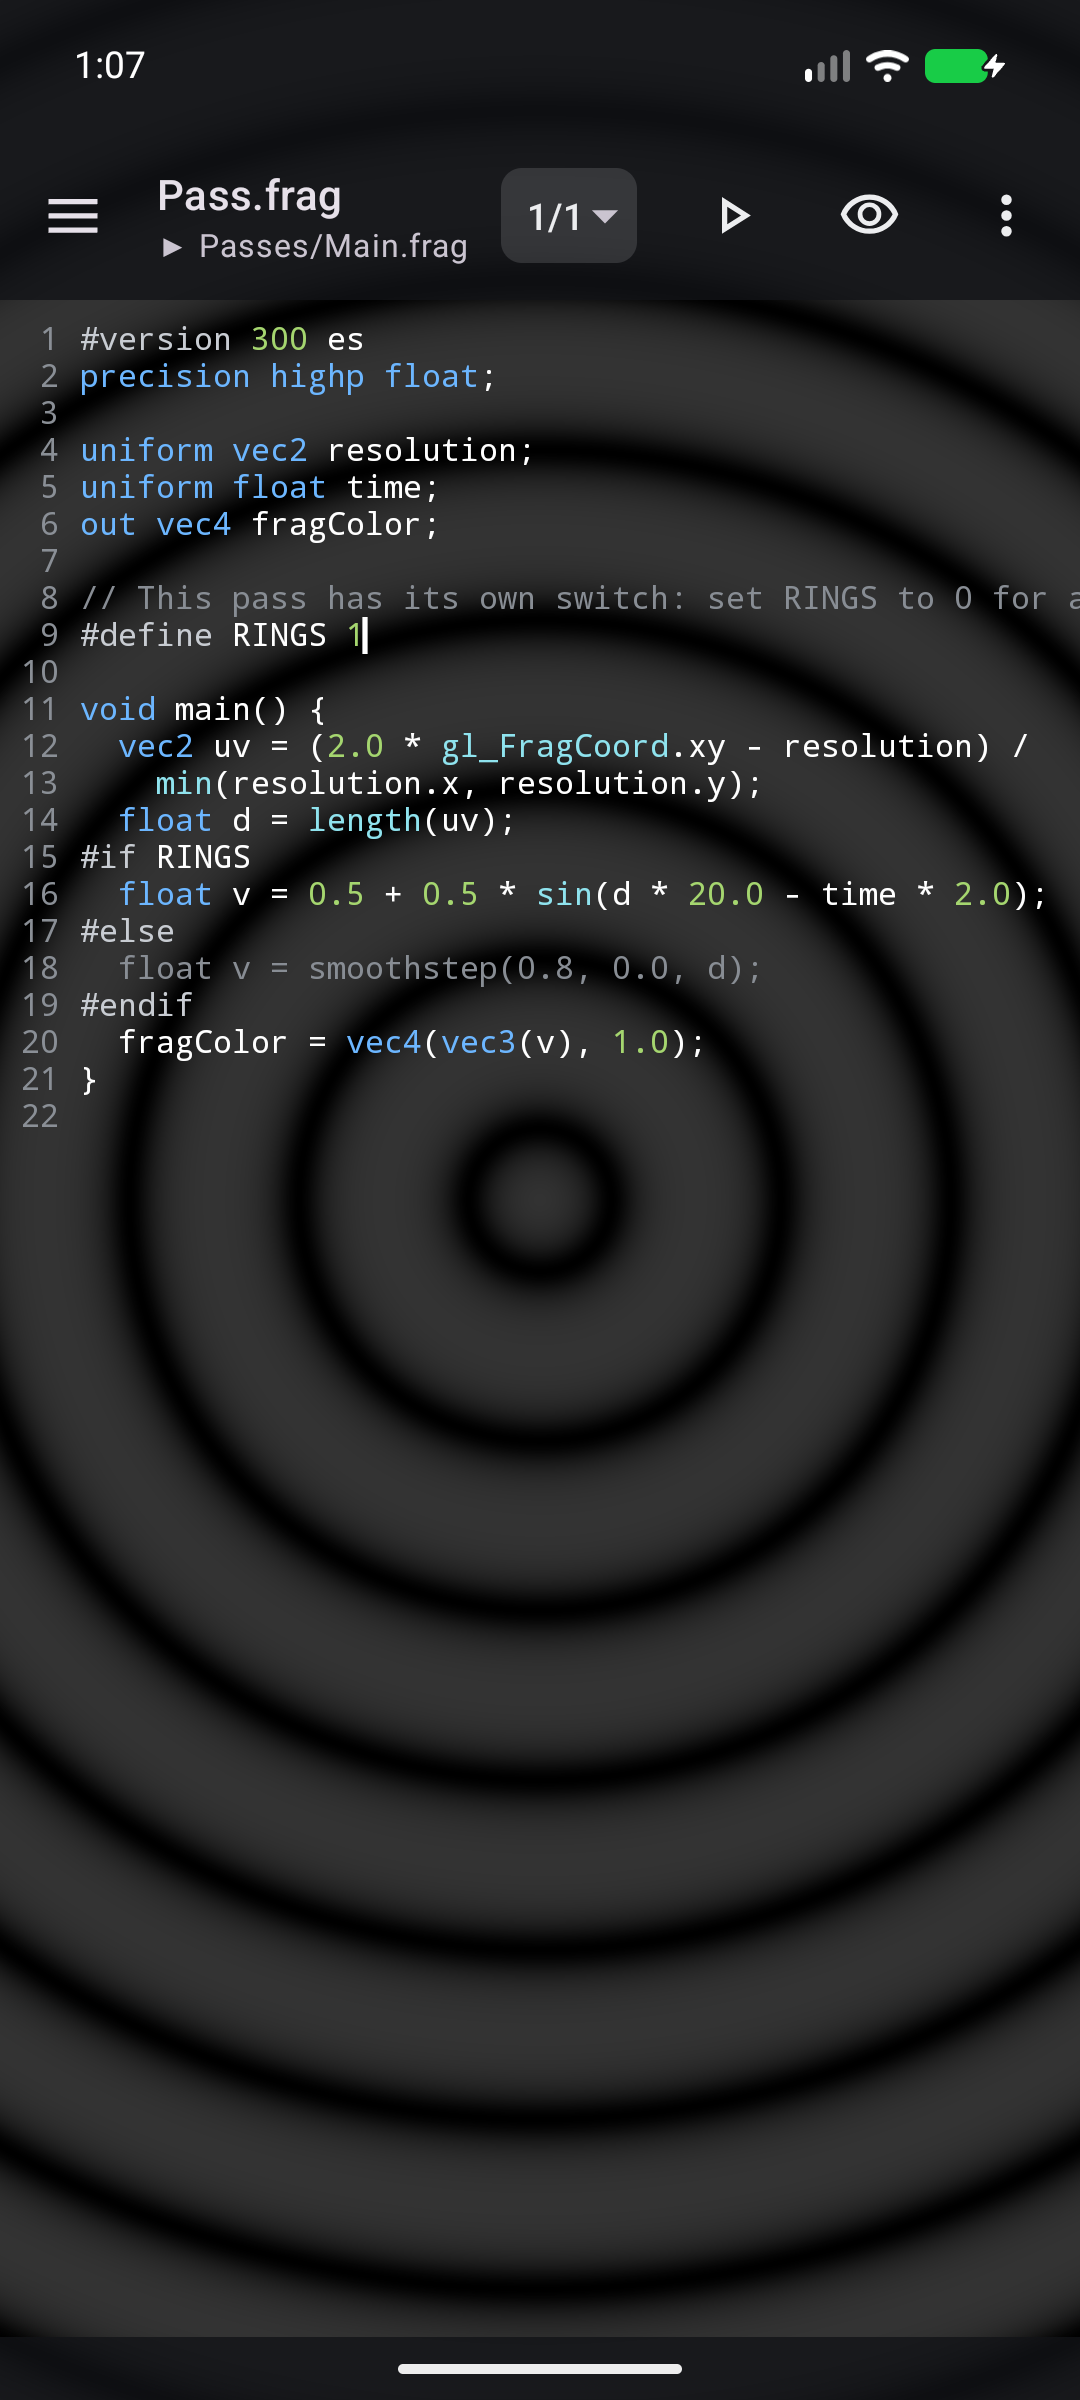 1:07
Pass.frag
► Passes/Main.frag
1/1
1 #version 300 es
2 precision highp float;
3
4 uniform vec2 resolution;
5 uniform float time;
6 out vec4 fragColor;
7
8 // This pass has its own switch: set RINGS to 0 for a
9 #define RINGS 1
10
11 void main() {
12   vec2 uv = (2.0 * gl_FragCoord.xy - resolution) /
13     min(resolution.x, resolution.y);
14   float d = length(uv);
15 #if RINGS
16   float v = 0.5 + 0.5 * sin(d * 20.0 - time * 2.0);
17 #else
18   float v = smoothstep(0.8, 0.0, d);
19 #endif
20   fragColor = vec4(vec3(v), 1.0);
21 }
22